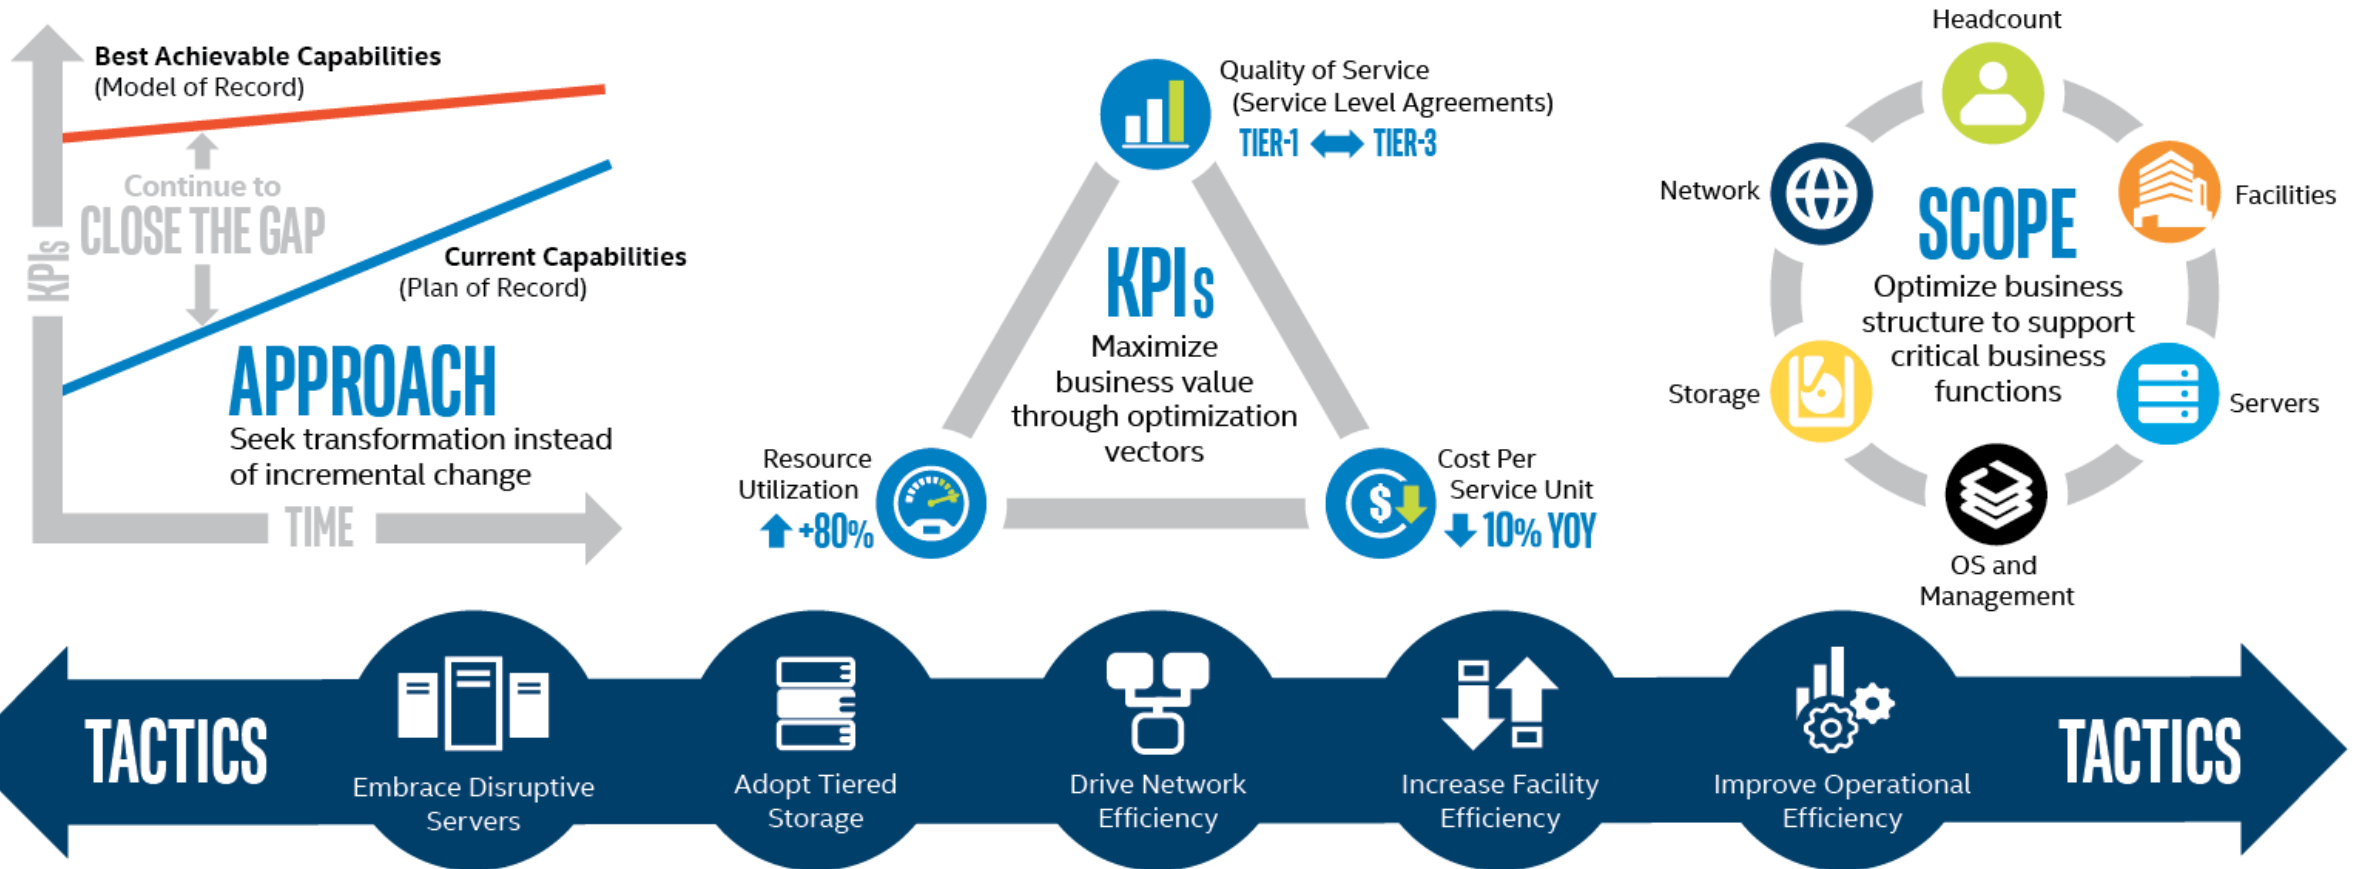 Best Achievable Capabilities
(Model of Record)
Continue to
CLOSE THE GAP
Current Capabilities
(Plan of Record)
KPIs
APPROACH
Seek transformation instead
of incremental change
TIME
Quality of Service
(Service Level Agreements)
TIER-1 TIER-3
KPIs
Maximize
business value
through optimization
vectors
Resource
Utilization
+80%
Cost Per
Service Unit
10% YOY
$
Headcount
Network
Facilities
SCOPE
Optimize business
structure to support
critical business
functions
Storage
Servers
OS and
Management
TACTICS
Embrace Disruptive
Servers
Adopt Tiered
Storage
Drive Network
Efficiency
Increase Facility
Efficiency
Improve Operational
Efficiency
TACTICS